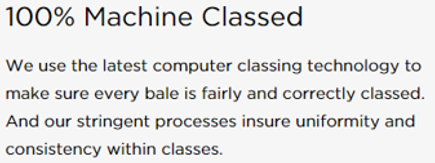 100% Machine Classed
We use the latest computer classing technology to
make sure every bale is fairly and correctly classed.
And our stringent processes insure uniformity and
consistency within classes.